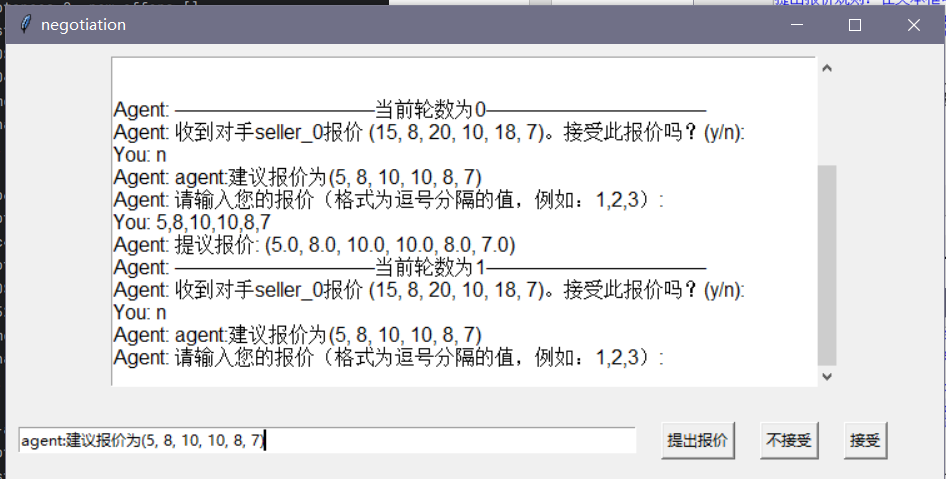 negotiation
Agent: ————————当前轮数为0————————
Agent: 收到对手seller_0报价 (15, 8, 20, 10, 18, 7)。接受此报价吗？(y/n):
You: n
Agent: agent:建议报价为(5, 8, 10, 10, 8, 7)
Agent: 请输入您的报价（格式为逗号分隔的值，例如：1,2,3）:
You: 5,8,10,10,8,7
Agent: 提议报价: (5.0, 8.0, 10.0, 10.0, 8.0, 7.0)
Agent: ————————当前轮数为1————————
Agent: 收到对手seller_0报价 (15, 8, 20, 10, 18, 7)。接受此报价吗？(y/n):
You: n
Agent: agent:建议报价为(5, 8, 10, 10, 8, 7)
Agent: 请输入您的报价（格式为逗号分隔的值，例如：1,2,3）:
agent:建议报价为(5, 8, 10, 10, 8, 7)
提出报价
不接受
接受